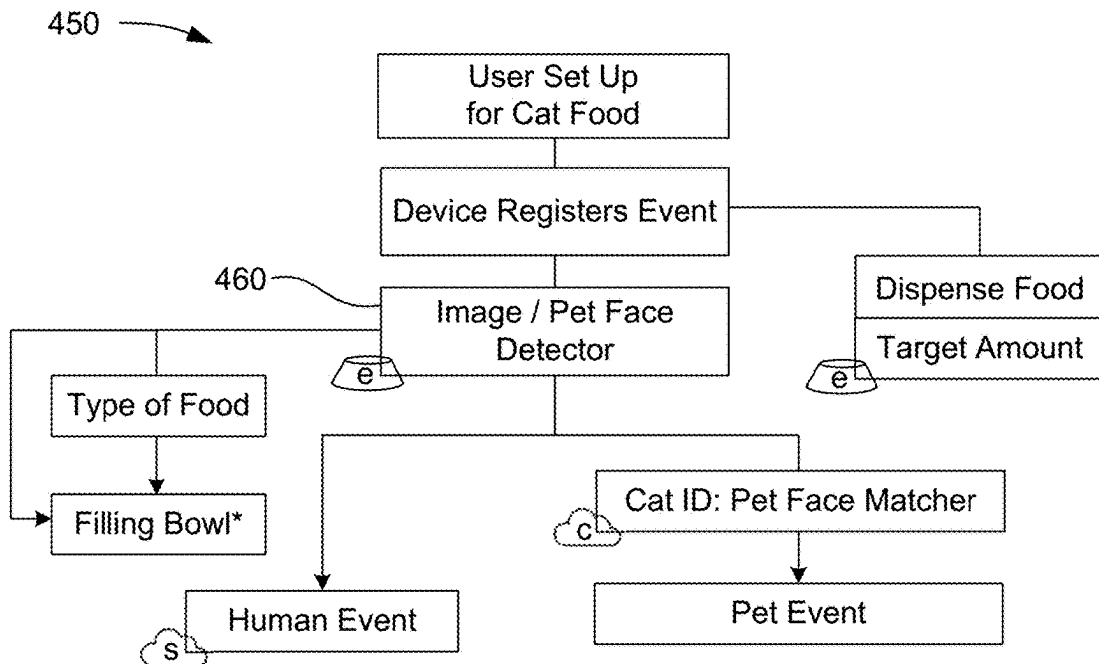 450
User Set Up
for Cat Food
Device Registers Event
460
Image / Pet Face
Detector
e
Dispense Food
Target Amount
e
Type of Food
Filling Bowl*
Cat ID: Pet Face Matcher
c
Human Event
s
Pet Event